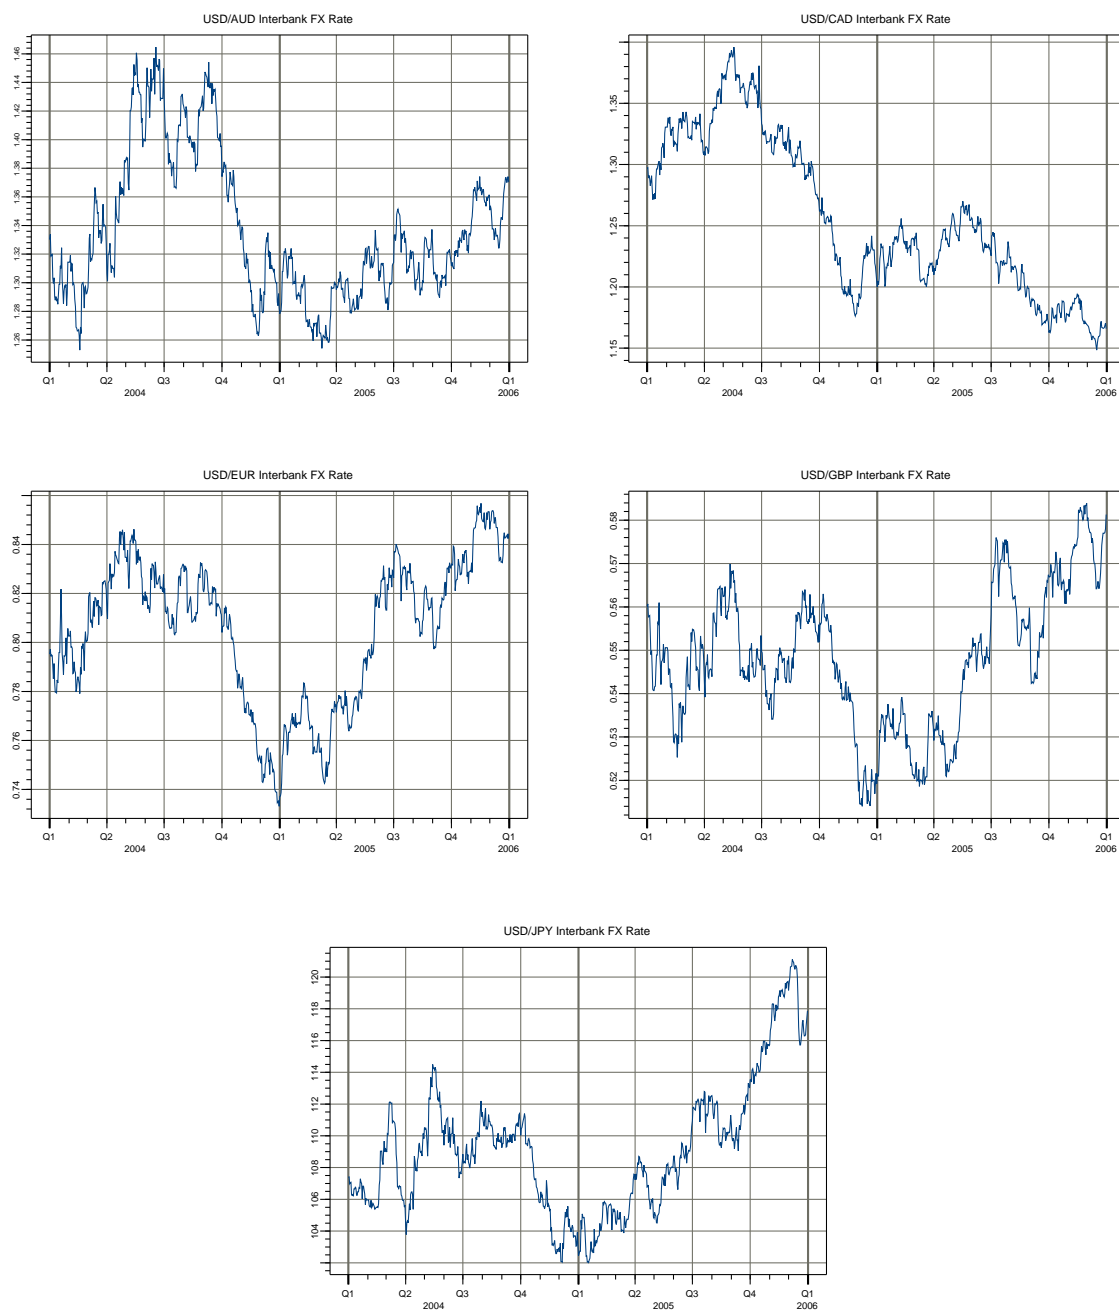 USD/AUD Interbank FX Rate
1.46
1.44
1.42
1.40
1.38
1.36
1.34
1.32
1.30
1.28
1.26
Q1 Q2 Q3 Q4 Q1 Q2 Q3 Q4 Q1
2004 2005 2006
USD/CAD Interbank FX Rate
1.35
1.30
1.25
1.20
1.15
Q1 Q2 Q3 Q4 Q1 Q2 Q3 Q4 Q1
2004 2005 2006
USD/EUR Interbank FX Rate
0.84
0.82
0.80
0.78
0.76
0.74
Q1 Q2 Q3 Q4 Q1 Q2 Q3 Q4 Q1
2004 2005 2006
USD/GBP Interbank FX Rate
0.58
0.57
0.56
0.55
0.54
0.53
0.52
Q1 Q2 Q3 Q4 Q1 Q2 Q3 Q4 Q1
2004 2005 2006
USD/JPY Interbank FX Rate
120
118
116
114
112
110
108
106
104
Q1 Q2 Q3 Q4 Q1 Q2 Q3 Q4 Q1
2004 2005 2006